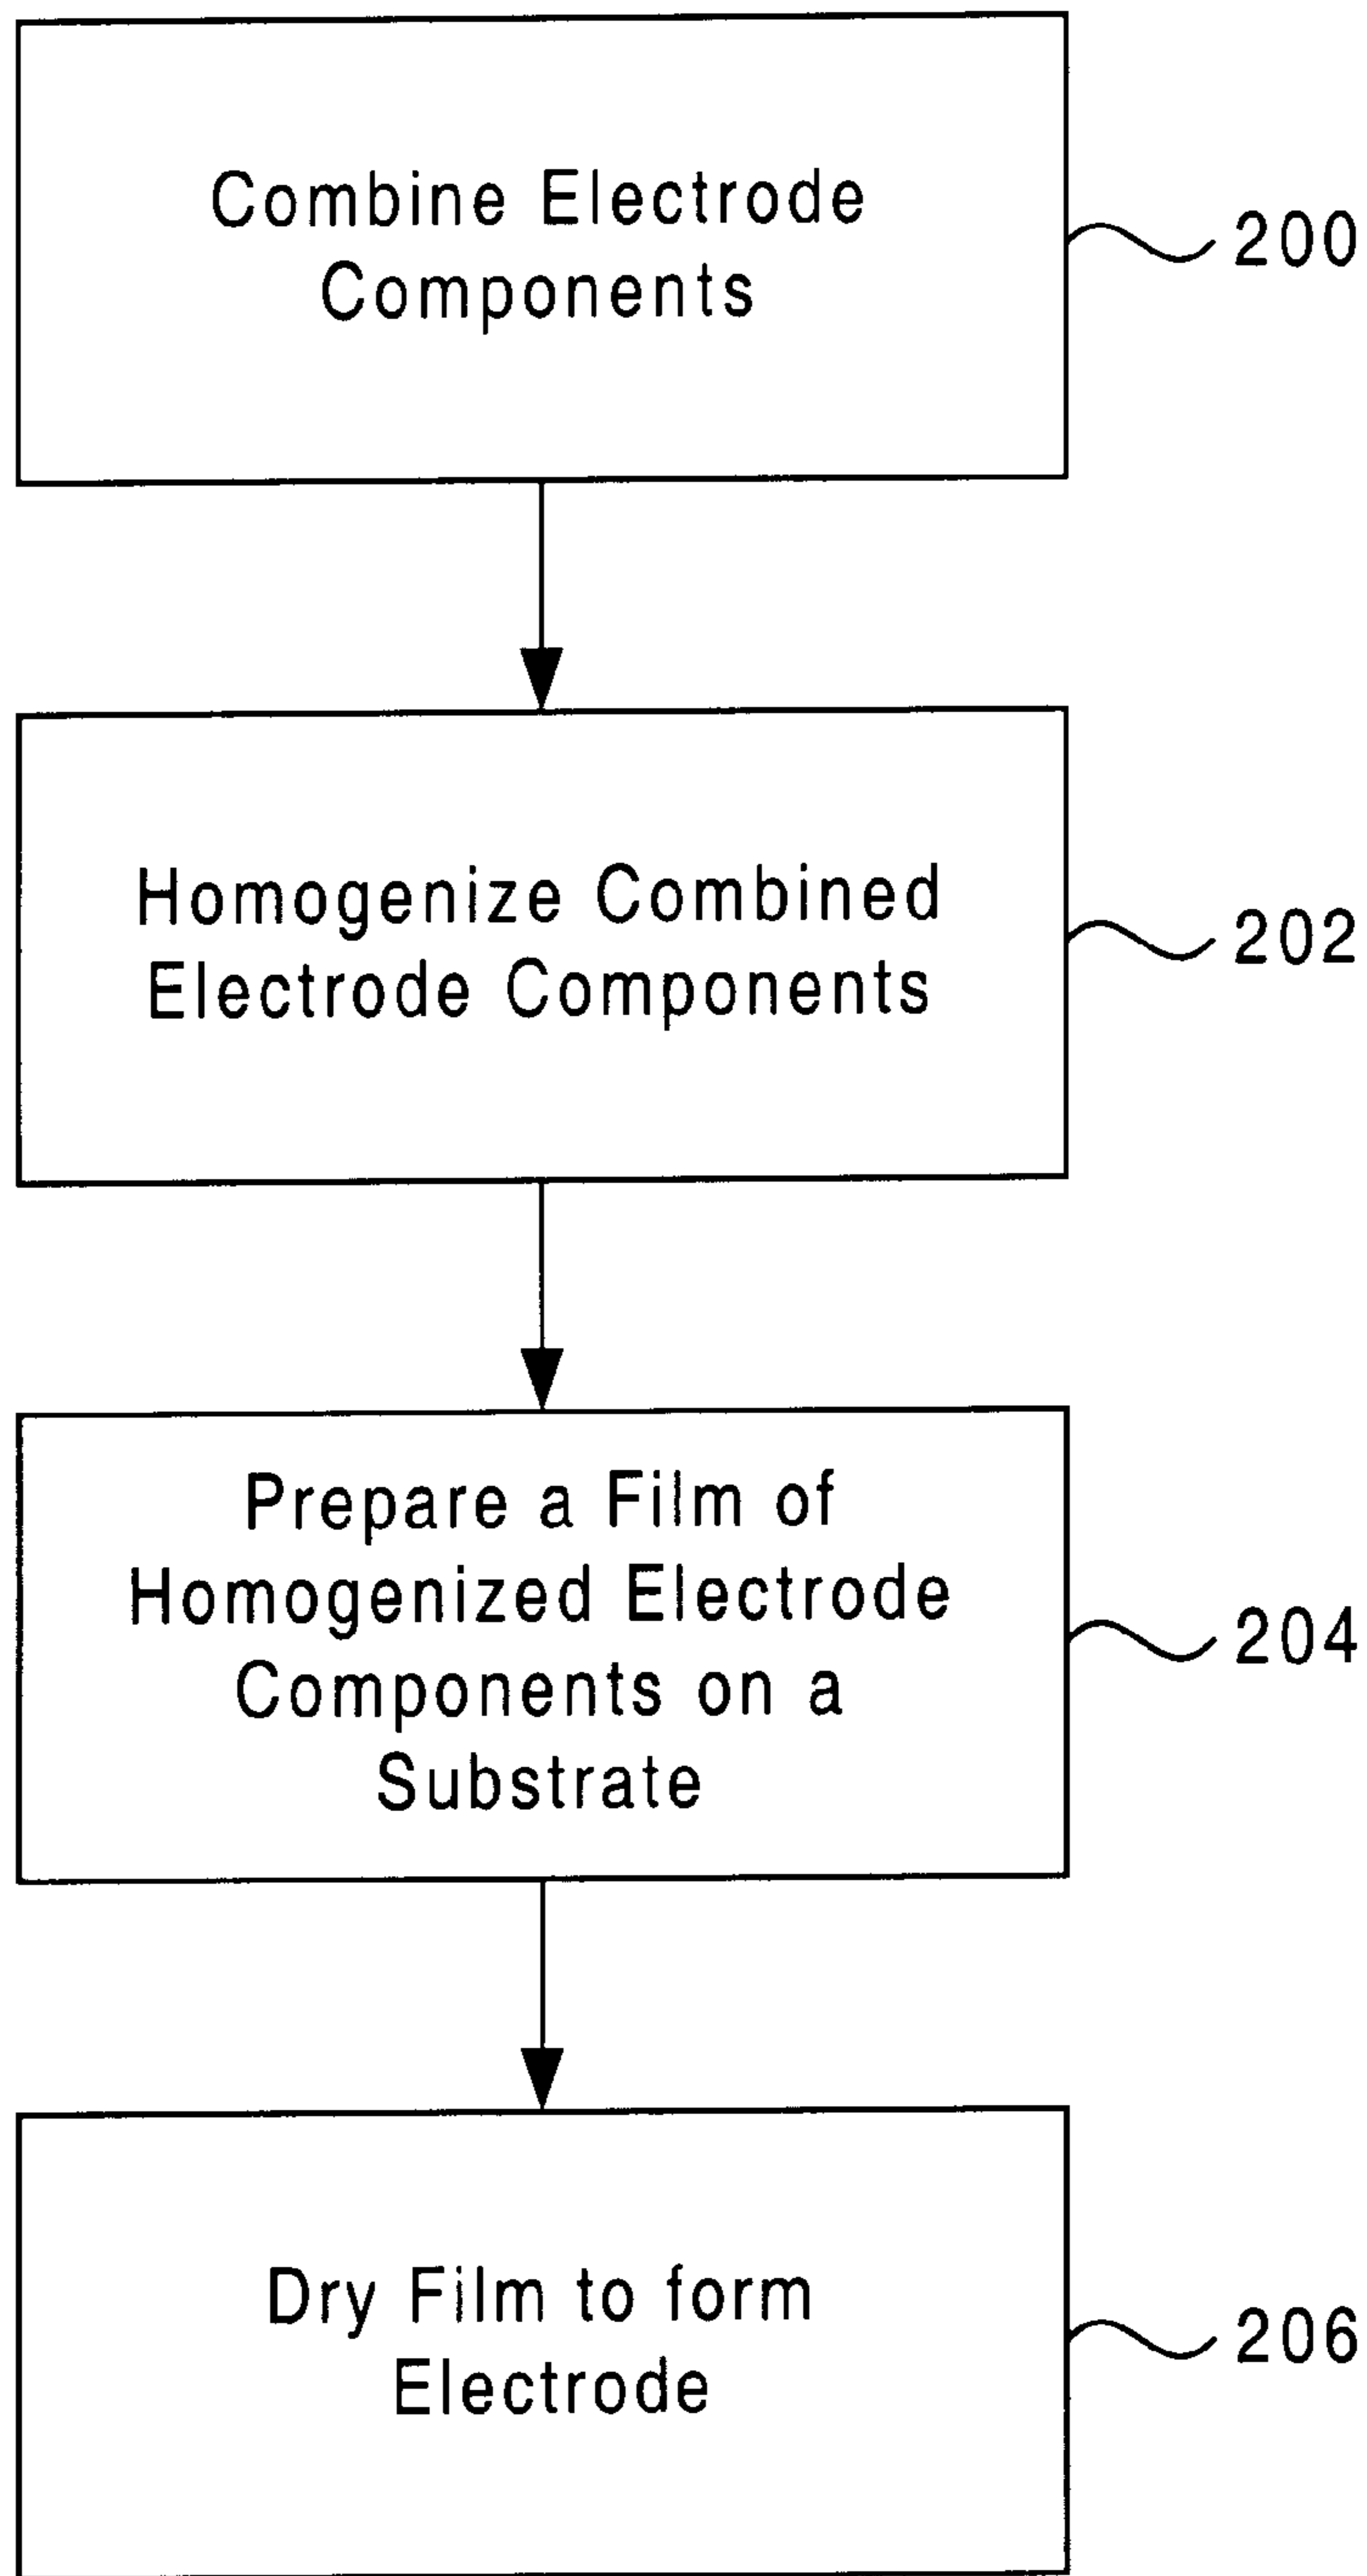 Combine Electrode
Components
200
Homogenize Combined
Electrode Components
202
Prepare a Film of
Homogenized Electrode
Components on a
Substrate
204
Dry Film to form
Electrode
206